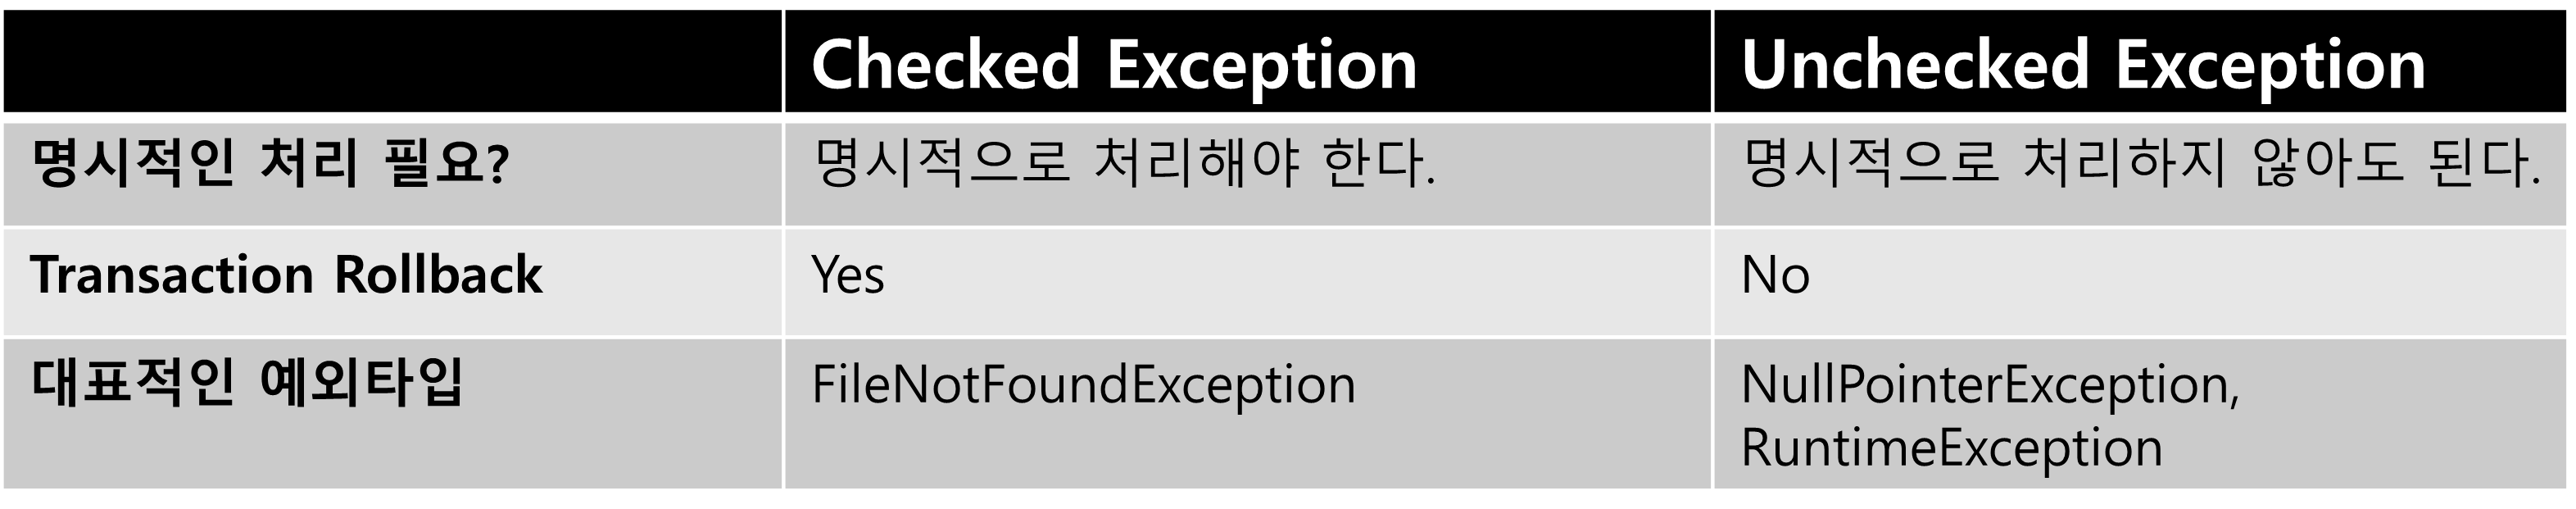 Checked Exception
Unchecked Exception
명시적인 처리 필요?
명시적으로 처리해야 한다.
명시적으로 처리하지 않아도 된다.
Transaction Rollback
Yes
No
대표적인 예외타입
FileNotFoundException
NullPointerException,
RuntimeException